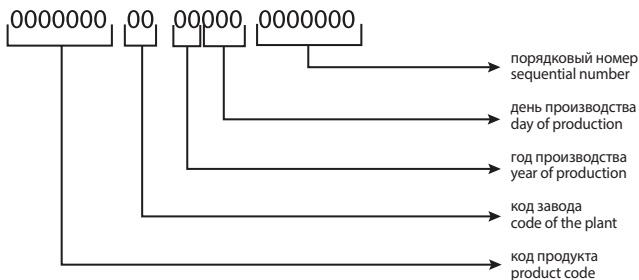 0000000 00 00000 0000000
порядковый номер
sequential number
день производства
day of production
год производства
year of production
код завода
code of the plant
код продукта
product code